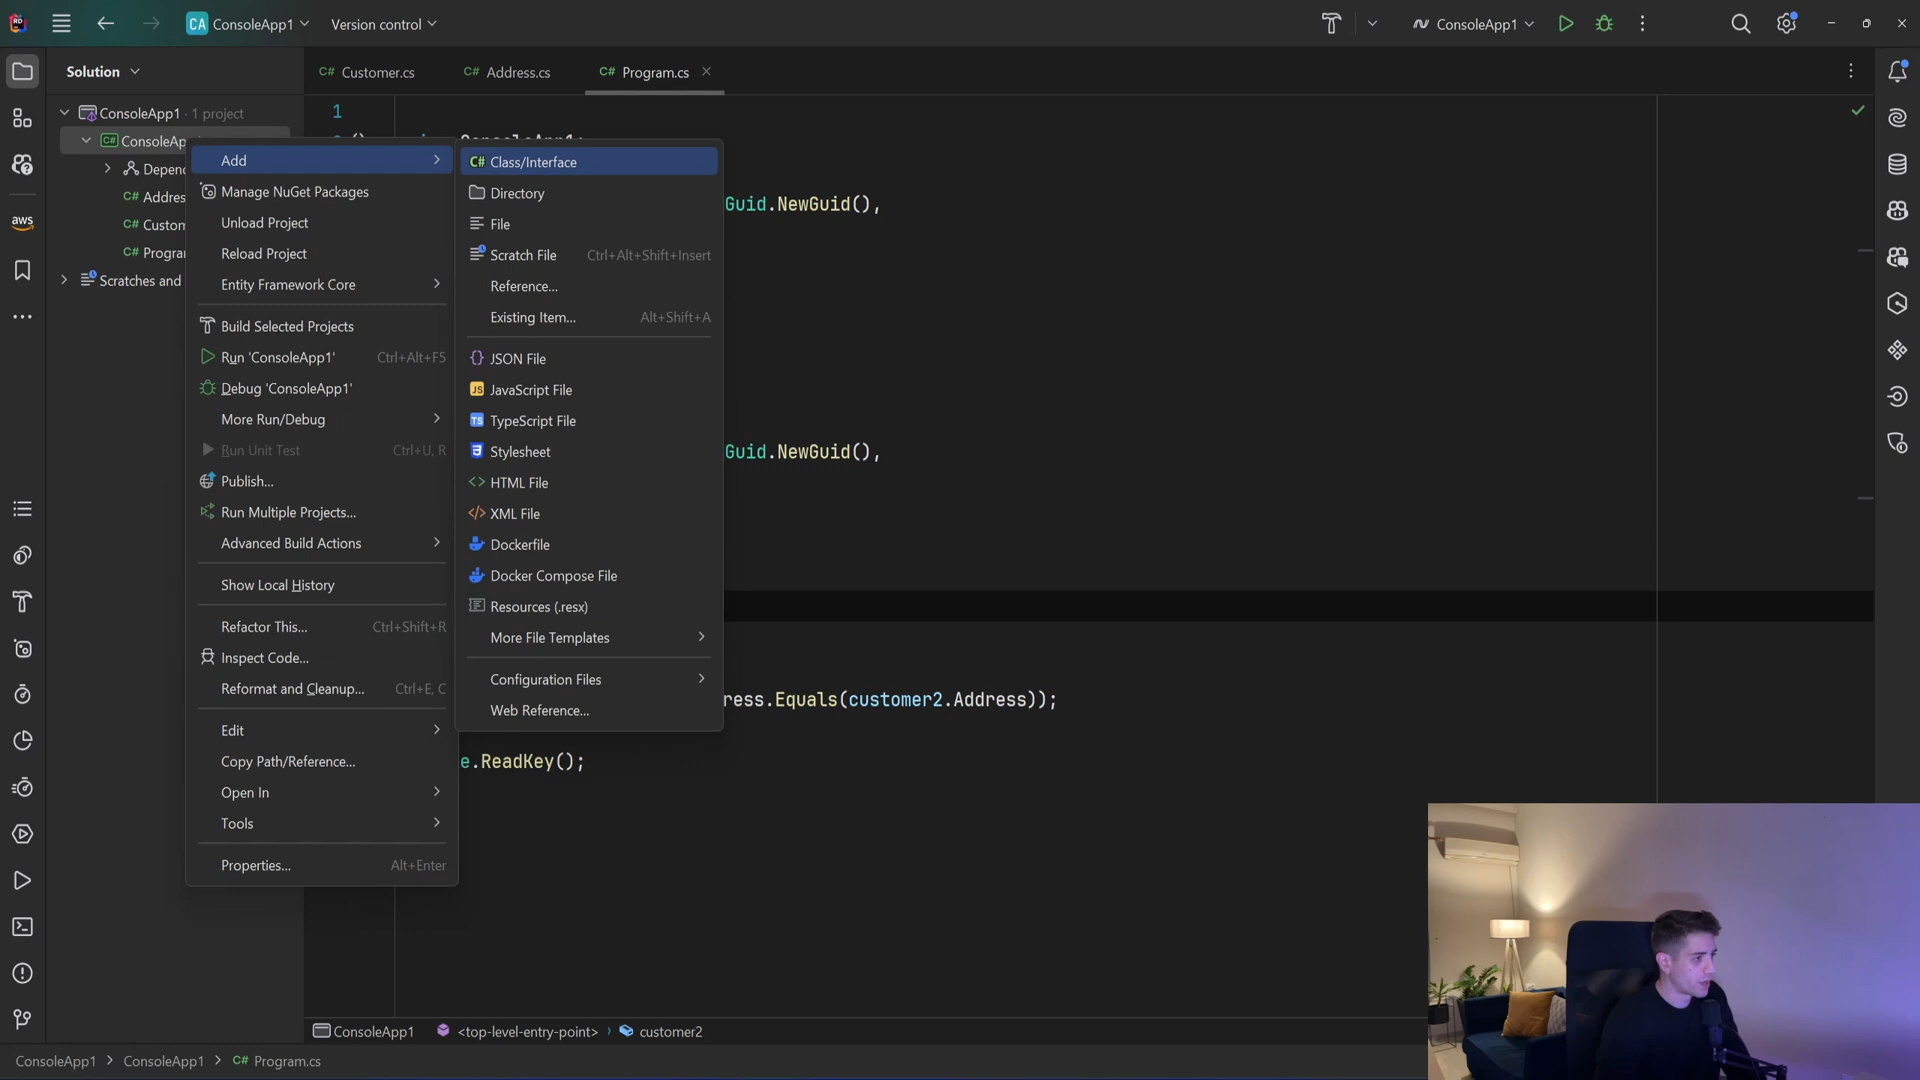 CA ConsoleApp1 Version control ConsoleApp1
Solution
C# Customer.cs C# Address.cs C# Program.cs
ConsoleApp1 · 1 project
C# ConsoleAp
C# Addres
C# Custom
C# Progra
Scratches and
aws
Add
Manage NuGet Packages
Unload Project
Reload Project
Entity Framework Core
Build Selected Projects
Run 'ConsoleApp1' Ctrl+Alt+F5
Debug 'ConsoleApp1'
More Run/Debug
Run Unit Test Ctrl+U, R
Publish...
Run Multiple Projects...
Advanced Build Actions
Show Local History
Refactor This... Ctrl+Shift+R
Inspect Code...
Reformat and Cleanup... Ctrl+E, C
Edit
Copy Path/Reference...
Open In
Tools
Properties... Alt+Enter
C# Class/Interface
Directory
File
Scratch File Ctrl+Alt+Shift+Insert
Reference...
Existing Item... Alt+Shift+A
JSON File
JS JavaScript File
TS TypeScript File
Stylesheet
HTML File
XML File
Dockerfile
Docker Compose File
Resources (.resx)
More File Templates
Configuration Files
Web Reference...
1
Guid.NewGuid(),
Guid.NewGuid(),
ress.Equals(customer2.Address));
e.ReadKey();
ConsoleApp1 <top-level-entry-point> customer2
ConsoleApp1 > ConsoleApp1 > C# Program.cs